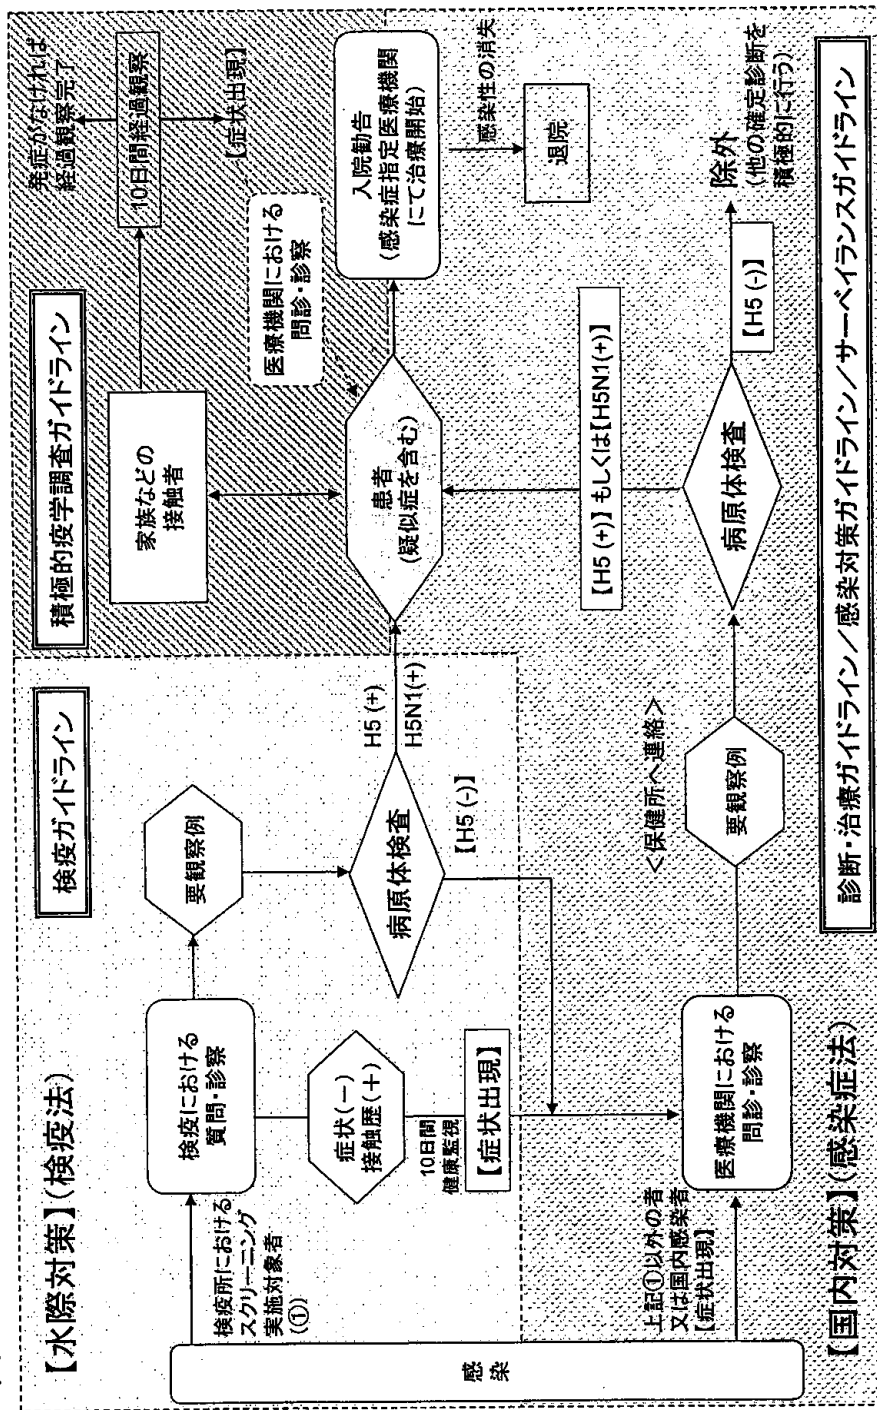 【水際対策】(検疫法)
検疫ガイドライン
積極的疫学調査ガイドライン
感染
検疫所における
スクリーニング
実施対象者
(①)
検疫における
質問・診察
要観察例
症状(－)
接触歴(＋)
10日間
健康監視
【症状出現】
病原体検査
【H5 (-)】
H5 (+)
H5N1(+)
家族などの
接触者
10日間経過観察
発症がなければ
経過観察完了
【症状出現】
医療機関における
問診・診察
患者
(疑似症を含む)
入院勧告
(感染症指定医療機関
にて治療開始)
感染性の消失
退院
上記①以外の者
又は国内感染者
【症状出現】
医療機関における
問診・診察
＜保健所へ連絡＞
要観察例
病原体検査
【H5 (+)】もしくは【H5N1(+)】
【H5 (-)】
除外
(他の確定診断を
積極的に行う)
【国内対策】(感染症法)
診断・治療ガイドライン／感染対策ガイドライン／サーベイランスガイドライン